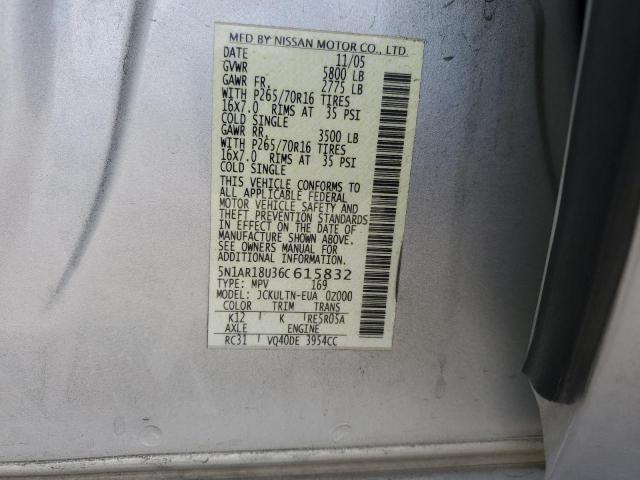 MFD BY NISSAN MOTOR CO., LTD.
DATE 11/05
GVWR 5800 LB
GAWR FR. 2775 LB
WITH P265/70R16 TIRES
16X7.0 RIMS AT 35 PSI
COLD SINGLE
GAWR RR. 3500 LB
WITH P265/70R16 TIRES
16X7.0 RIMS AT 35 PSI
COLD SINGLE
THIS VEHICLE CONFORMS TO
ALL APPLICABLE FEDERAL
MOTOR VEHICLE SAFETY AND
THEFT PREVENTION STANDARDS
IN EFFECT ON THE DATE OF
MANUFACTURE SHOWN ABOVE.
SEE OWNERS MANUAL FOR
ADDITIONAL INFORMATION.
5N1AR18U36C615832
TYPE: MPV 169
MODEL: JCKULTN-EUA 0Z000
COLOR TRIM TRANS
K12 K RE5R05A
AXLE ENGINE
RC31 VQ40DE 3954CC